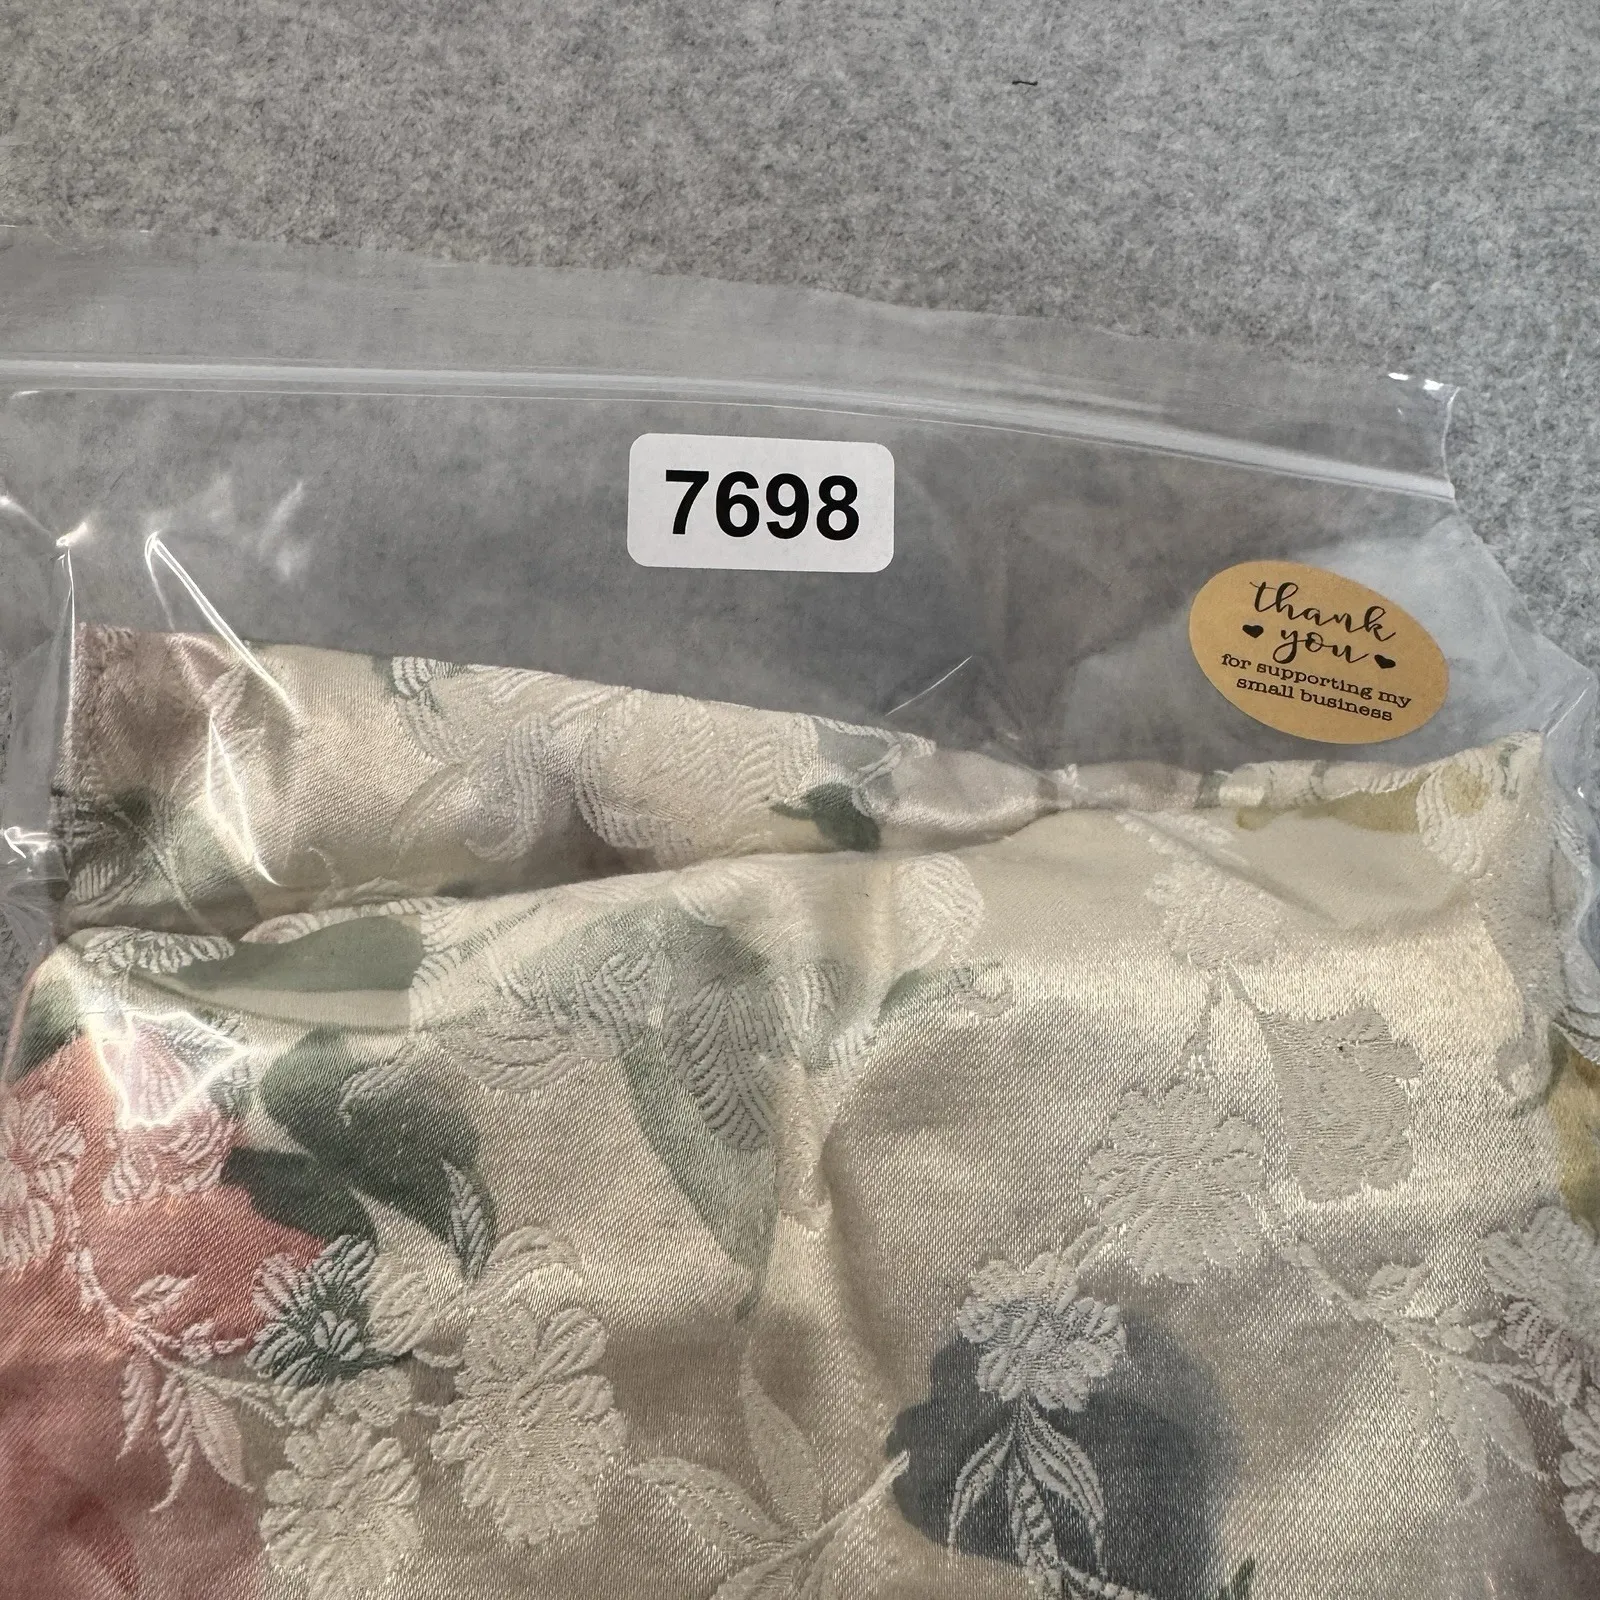 7698
thank
you
for supporting my
small business